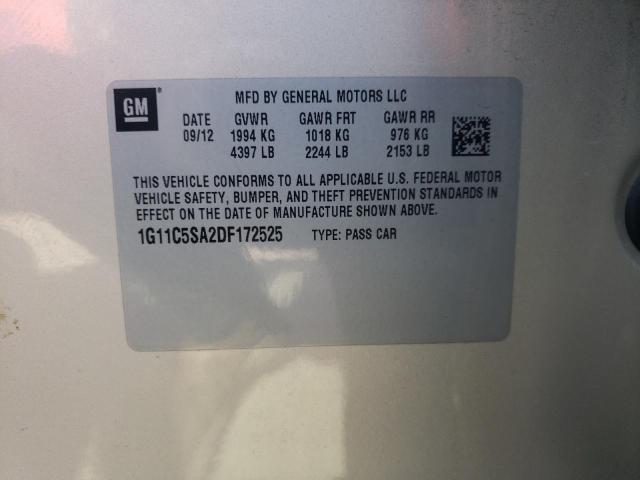 GM ®
MFD BY GENERAL MOTORS LLC
DATE GVWR GAWR FRT GAWR RR
09/12 1994 KG 1018 KG 976 KG
4397 LB 2244 LB 2153 LB
THIS VEHICLE CONFORMS TO ALL APPLICABLE U.S. FEDERAL MOTOR
VEHICLE SAFETY, BUMPER, AND THEFT PREVENTION STANDARDS IN
EFFECT ON THE DATE OF MANUFACTURE SHOWN ABOVE.
1G11C5SA2DF172525 TYPE: PASS CAR